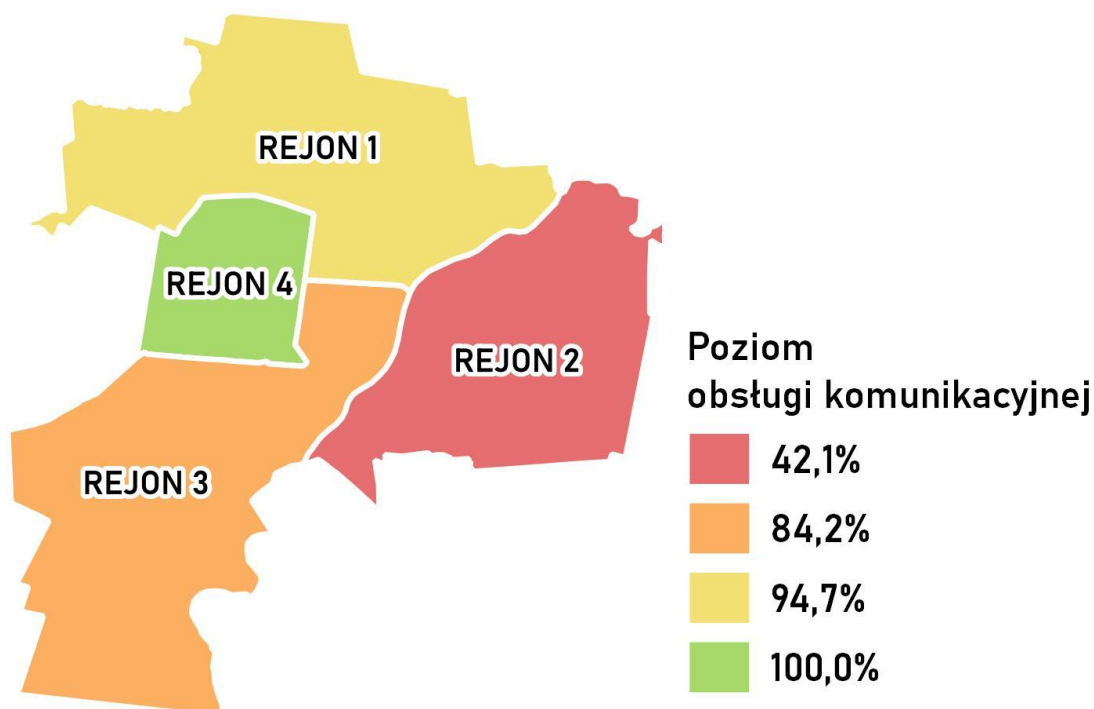 REJON 1
REJON 4
REJON 2
REJON 3
Poziom
obsługi komunikacyjnej
42,1%
84,2%
94,7%
100,0%